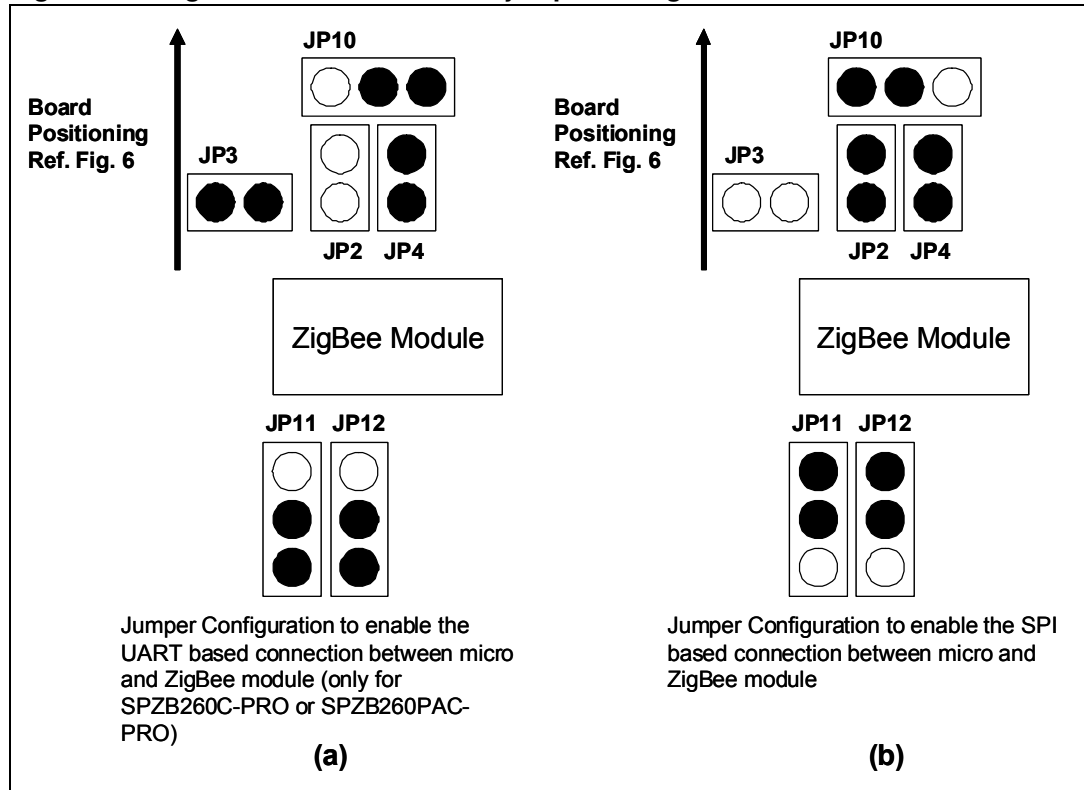 JP10
Board
Positioning
Ref. Fig. 6
JP3
JP2 JP4
ZigBee Module
JP11 JP12
Jumper Configuration to enable the
UART based connection between micro
and ZigBee module (only for
SPZB260C-PRO or SPZB260PAC-
PRO)
(a)
JP10
Board
Positioning
Ref. Fig. 6
JP3
JP2 JP4
ZigBee Module
JP11 JP12
Jumper Configuration to enable the SPI
based connection between micro and
ZigBee module
(b)